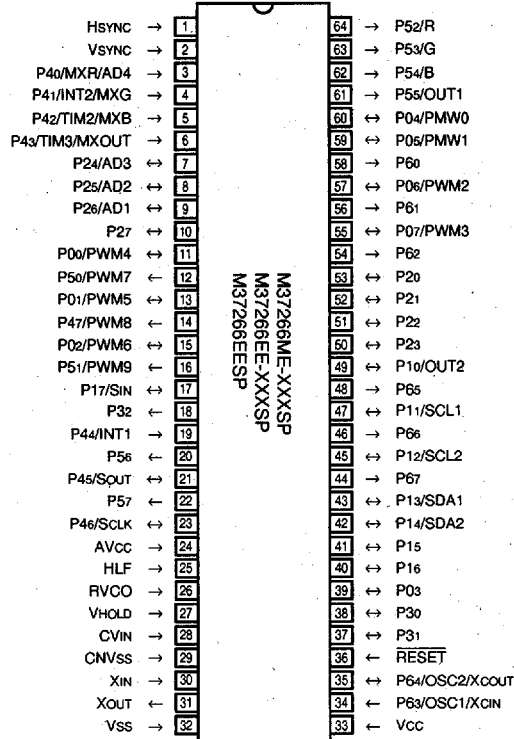 HSYNC → 1 64 → P52/R
VSYNC → 2 63 → P53/G
P40/MXR/AD4 → 3 62 → P54/B
P41/INT2/MXG → 4 61 → P55/OUT1
P42/TIM2/MXB → 5 60 ↔ P04/PMW0
P43/TIM3/MXOUT → 6 59 ↔ P05/PMW1
P24/AD3 ↔ 7 58 → P60
P25/AD2 ↔ 8 57 ↔ P06/PWM2
P26/AD1 ↔ 9 56 → P61
P27 ↔ 10 55 ↔ P07/PWM3
P00/PWM4 ↔ 11 54 → P62
P50/PWM7 ← 12 53 ↔ P20
P01/PWM5 ↔ 13 52 ↔ P21
P47/PWM8 ← 14 51 ↔ P22
P02/PWM6 ↔ 15 50 ↔ P23
P51/PWM9 ← 16 49 ↔ P10/OUT2
P17/SIN ↔ 17 48 → P65
P32 ← 18 47 ↔ P11/SCL1
P44/INT1 → 19 46 → P66
P56 ← 20 45 ↔ P12/SCL2
P45/SOUT ↔ 21 44 → P67
P57 ← 22 43 ↔ P13/SDA1
P46/SCLK ↔ 23 42 ↔ P14/SDA2
AVCC → 24 41 ↔ P15
HLF → 25 40 ↔ P16
RVCO → 26 39 ↔ P03
VHOLD → 27 38 ↔ P30
CVIN → 28 37 ↔ P31
CNVSS → 29 36 ← RESET
XIN → 30 35 ↔ P64/OSC2/XCOUT
XOUT ← 31 34 ← P63/OSC1/XCIN
VSS → 32 33 ← VCC
M37266ME-XXXSP
M37266EE-XXXSP
M37266EESP